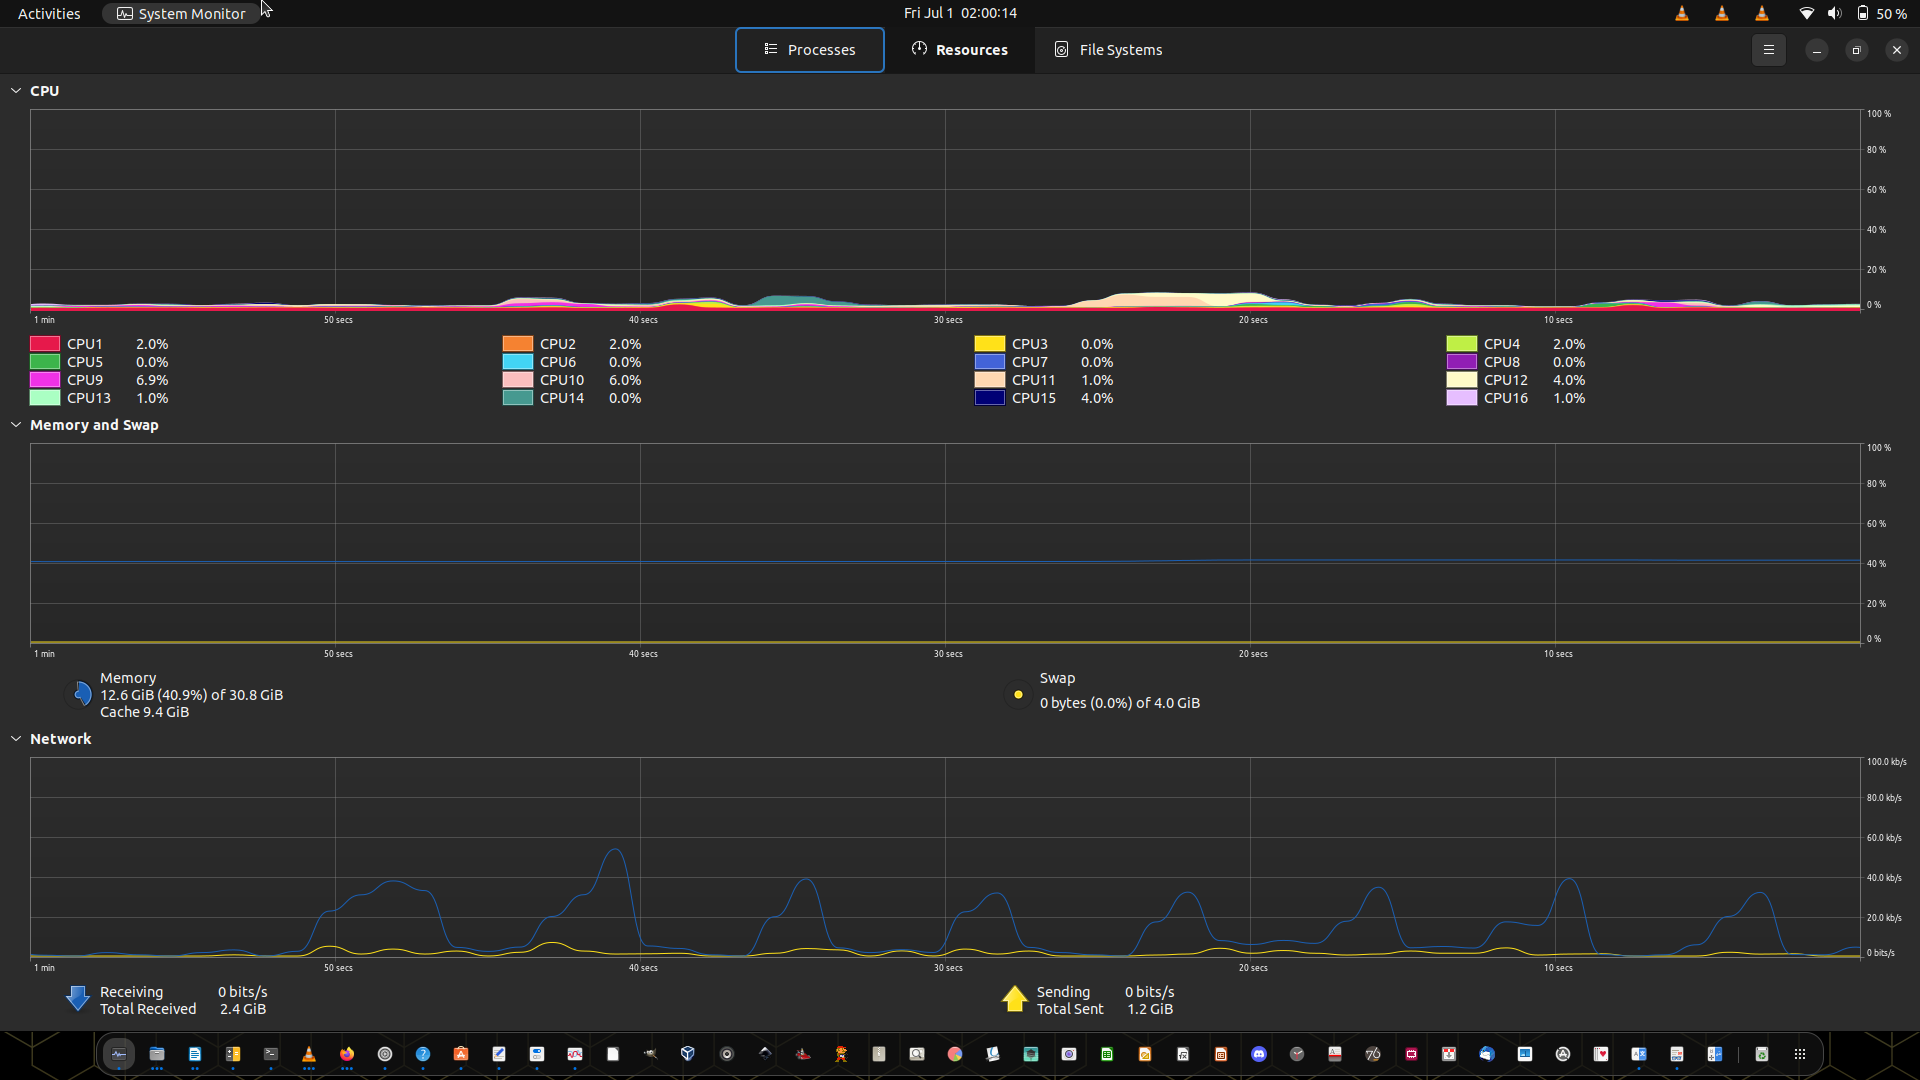 Activities System Monitor Fri Jul 1 02:00:14 50 %
Processes Resources File Systems
CPU
100 %
80 %
60 %
40 %
20 %
0 %
1 min 50 secs 40 secs 30 secs 20 secs 10 secs
CPU1 2.0% CPU2 2.0% CPU3 0.0% CPU4 2.0%
CPU5 0.0% CPU6 0.0% CPU7 0.0% CPU8 0.0%
CPU9 6.9% CPU10 6.0% CPU11 1.0% CPU12 4.0%
CPU13 1.0% CPU14 0.0% CPU15 4.0% CPU16 1.0%
Memory and Swap
100 %
80 %
60 %
40 %
20 %
0 %
1 min 50 secs 40 secs 30 secs 20 secs 10 secs
Memory
12.6 GiB (40.9%) of 30.8 GiB
Cache 9.4 GiB
Swap
0 bytes (0.0%) of 4.0 GiB
Network
100.0 kb/s
80.0 kb/s
60.0 kb/s
40.0 kb/s
20.0 kb/s
0 bits/s
1 min 50 secs 40 secs 30 secs 20 secs 10 secs
Receiving 0 bits/s
Total Received 2.4 GiB
Sending 0 bits/s
Total Sent 1.2 GiB